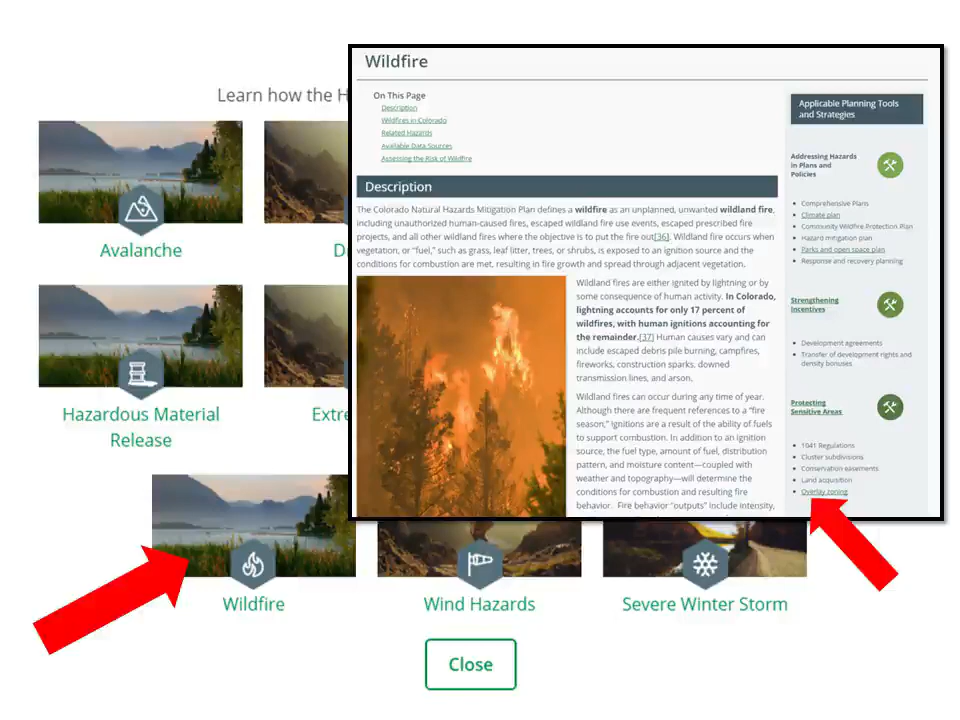 Learn how the H
Avalanche
D
Hazardous Material
Release
Extre
Wildfire
Wind Hazards
Severe Winter Storm
Close
Wildfire
On This Page
Description
Wildfires in Colorado
Related Hazards
Available Data Sources
Assessing the Risk of Wildfire
Description
The Colorado Natural Hazards Mitigation Plan defines a wildfire as an unplanned, unwanted wildland fire,
including unauthorized human-caused fires, escaped wildland fire use events, escaped prescribed fire
projects, and all other wildland fires where the objective is to put the fire out[36]. Wildland fire occurs when
vegetation, or “fuel,” such as grass, leaf litter, trees, or shrubs, is exposed to an ignition source and the
conditions for combustion are met, resulting in fire growth and spread through adjacent vegetation.
Wildland fires are either ignited by lightning or by
some consequence of human activity. In Colorado,
lightning accounts for only 17 percent of
wildfires, with human ignitions accounting for
the remainder.[37] Human causes vary and can
include escaped debris pile burning, campfires,
fireworks, construction sparks, downed
transmission lines, and arson.
Wildland fires can occur during any time of year.
Although there are frequent references to a “fire
season,” ignitions are a result of the ability of fuels
to support combustion. In addition to an ignition
source, the fuel type, amount of fuel, distribution
pattern, and moisture content—coupled with
weather and topography—will determine the
conditions for combustion and resulting fire
behavior. Fire behavior “outputs” include intensity,
Applicable Planning Tools
and Strategies
Addressing Hazards
in Plans and
Policies
Comprehensive Plans
Climate plan
Community Wildfire Protection Plan
Hazard mitigation plan
Parks and open space plan
Response and recovery planning
Strengthening
Incentives
Development agreements
Transfer of development rights and
density bonuses
Protecting
Sensitive Areas
1041 Regulations
Cluster subdivisions
Conservation easements
Land acquisition
Overlay zoning